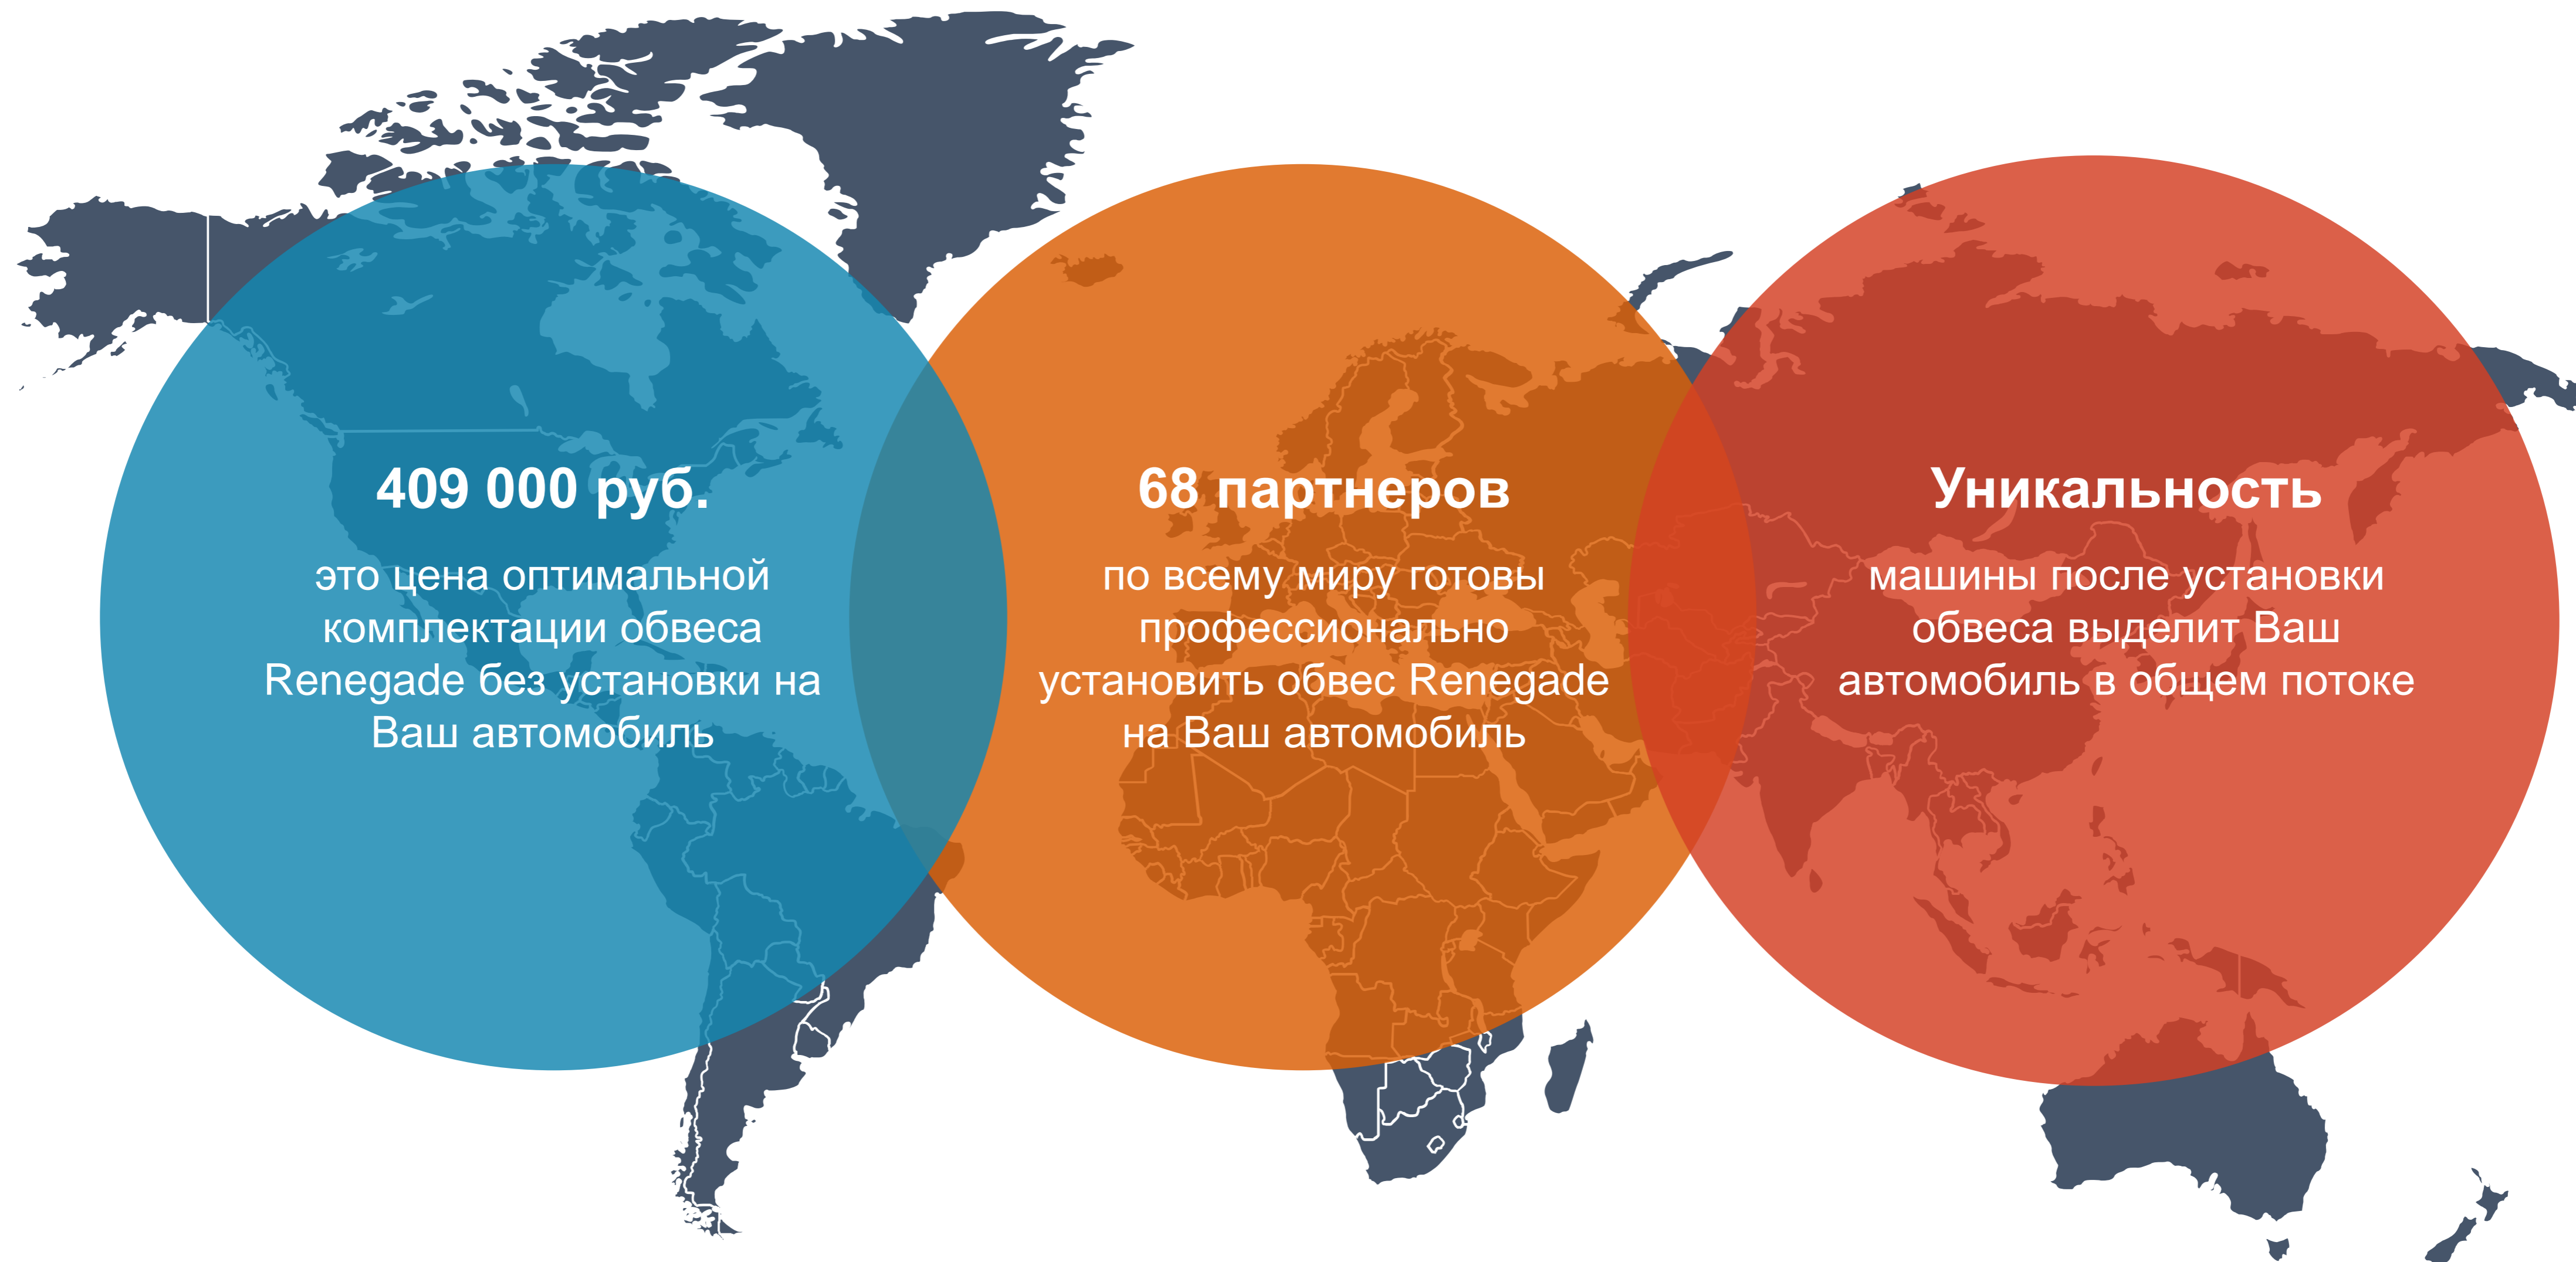 409 000 руб.
это цена оптимальной
комплектации обвеса
Renegade без установки на
Ваш автомобиль
68 партнеров
по всему миру готовы
профессионально
установить обвес Renegade
на Ваш автомобиль
Уникальность
машины после установки
обвеса выделит Ваш
автомобиль в общем потоке